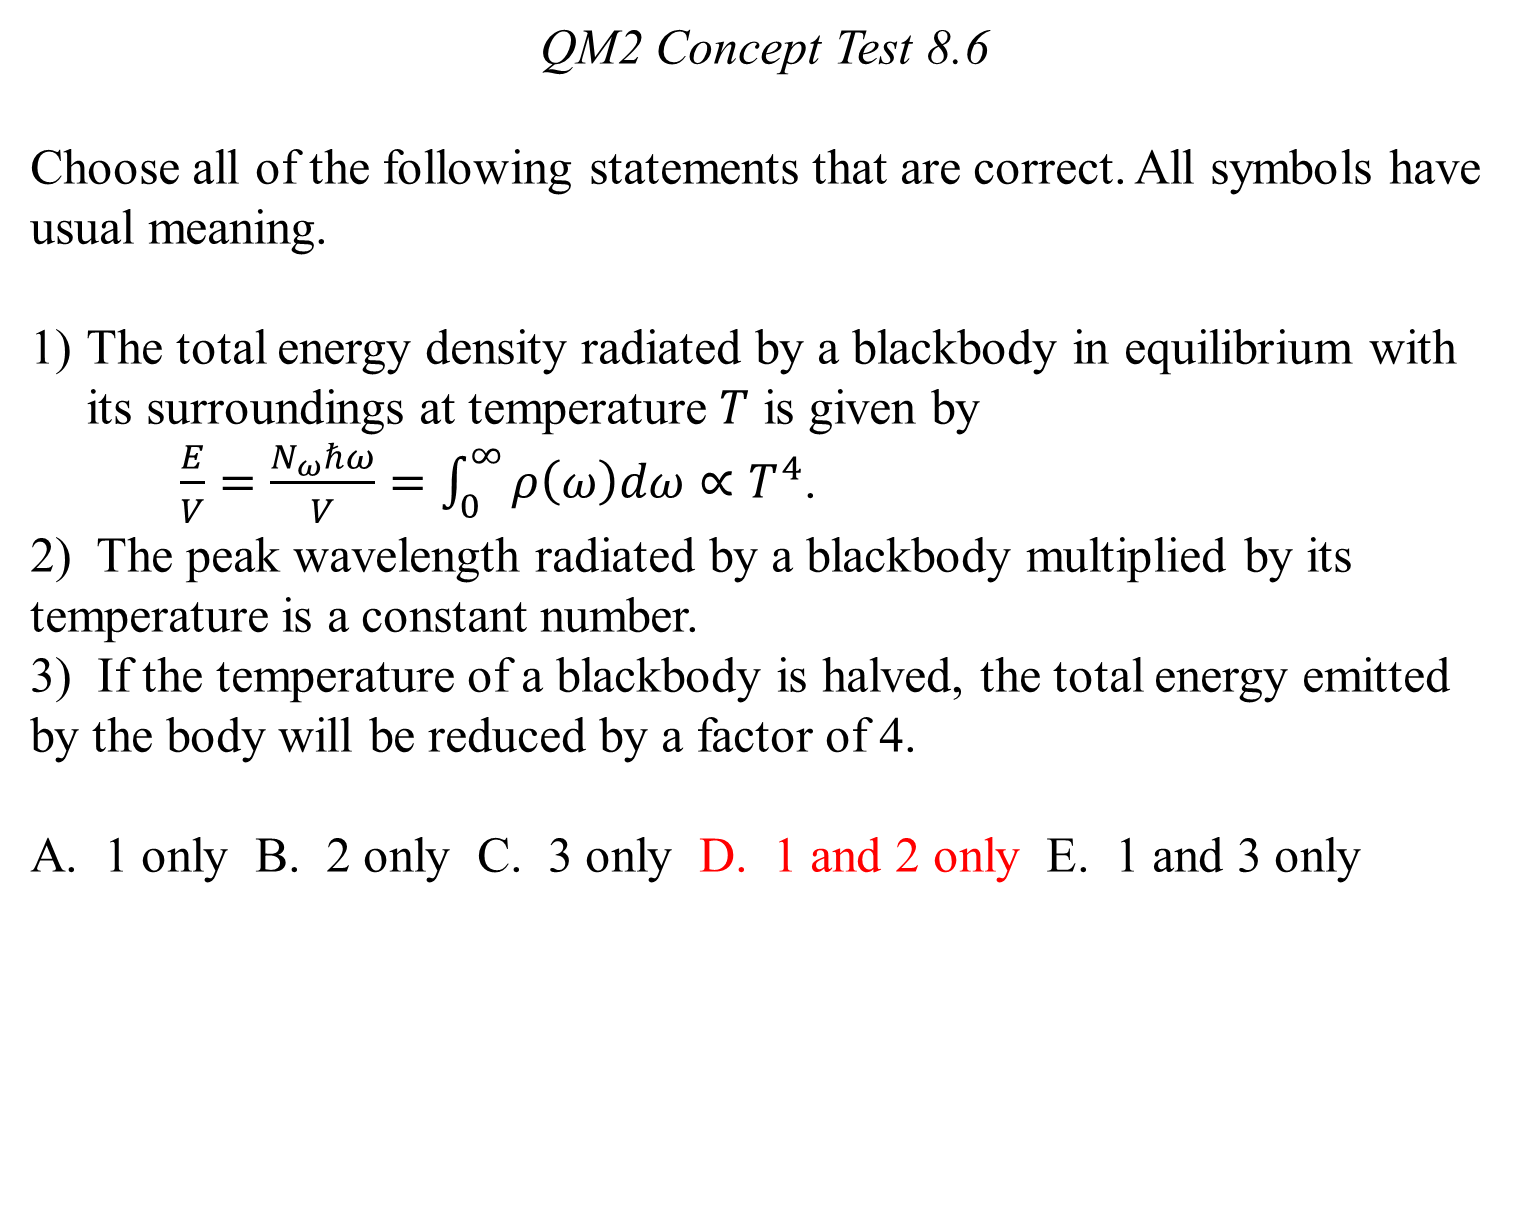 QM2 Concept Test 8.6
Choose all of the following statements that are correct. All symbols have
usual meaning.
1) The total energy density radiated by a blackbody in equilibrium with
its surroundings at temperature 𝑇 is given by
𝐸/𝑉 = 𝑁_𝜔ℏ𝜔/𝑉 = ∫_0^∞ 𝜌(𝜔)𝑑𝜔 ∝ 𝑇^4.
2) The peak wavelength radiated by a blackbody multiplied by its
temperature is a constant number.
3) If the temperature of a blackbody is halved, the total energy emitted
by the body will be reduced by a factor of 4.
A. 1 only B. 2 only C. 3 only D. 1 and 2 only E. 1 and 3 only